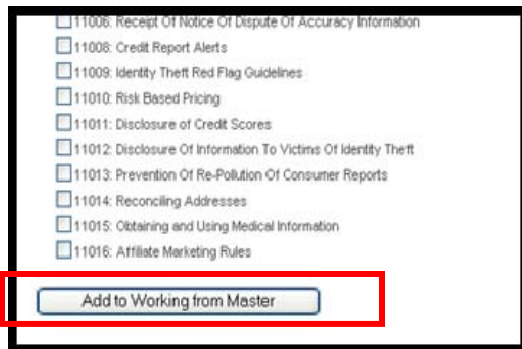 11006: Receipt Of Notice Of Dispute Of Accuracy Information
11008: Credit Report Alerts
11009: Identity Theft Red Flag Guidelines
11010: Risk Based Pricing
11011: Disclosure of Credit Scores
11012: Disclosure Of Information To Victims Of Identity Theft
11013: Prevention Of Re-Pollution Of Consumer Reports
11014: Reconciling Addresses
11015: Obtaining and Using Medical Information
11016: Affiliate Marketing Rules
Add to Working from Master